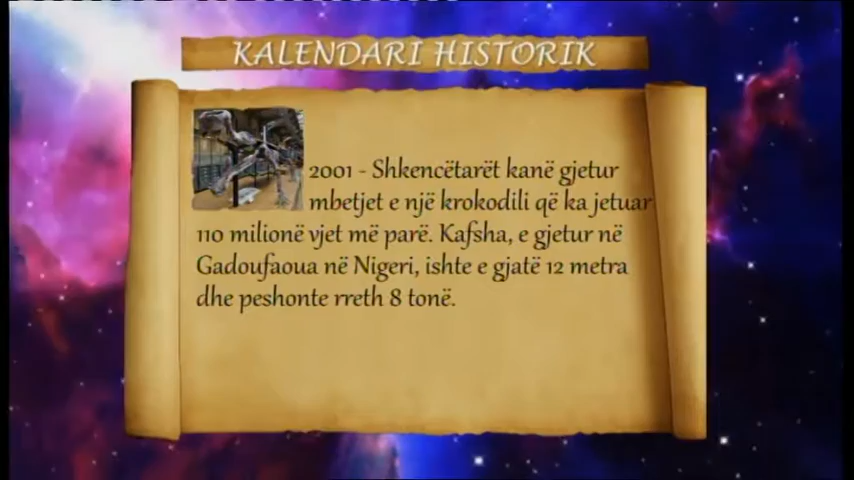 KALENDARI HISTORIK
2001 - Shkencëtarët kanë gjetur
mbetjet e një krokodili që ka jetuar
110 milionë vjet më parë. Kafsha, e gjetur në
Gadoufaoua në Nigeri, ishte e gjatë 12 metra
dhe peshonte rreth 8 tonë.